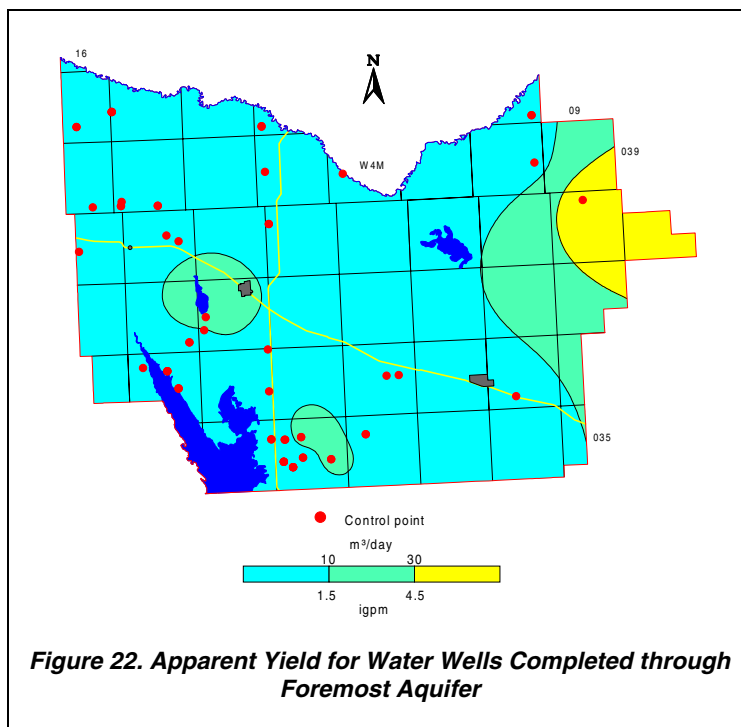 16
N
09
039
W4M
035
Control point
m³/day
10 30
1.5 4.5
igpm
Figure 22. Apparent Yield for Water Wells Completed through
Foremost Aquifer